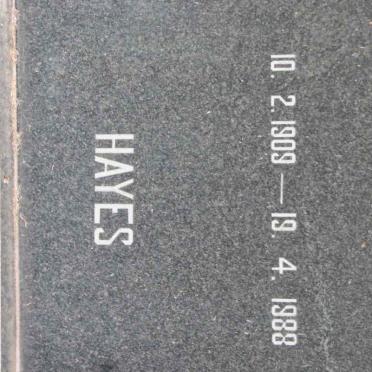 10. 2.1909 — 19. 4. 1988
HAYES